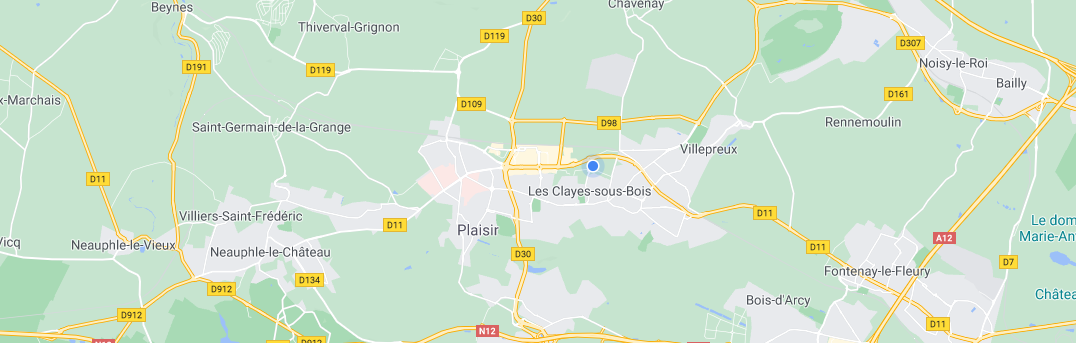 Beynes
D30
Chavenay
Thiverval-Grignon
D119
D307
D191
D119
Noisy-le-Roi
Bailly
x-Marchais
D109
D161
Saint-Germain-de-la-Grange
D98
Rennemoulin
Villepreux
D11
Les Clayes-sous-Bois
Villiers-Saint-Frédéric
D11
D11
Le dom
Plaisir
A12
Marie-Ant
Vicq
Neauphle-le-Vieux
Neauphle-le-Château
D30
D11
D7
D134
Fontenay-le-Fleury
D912
Châtea
Bois-d'Arcy
D912
N12
D11
D912